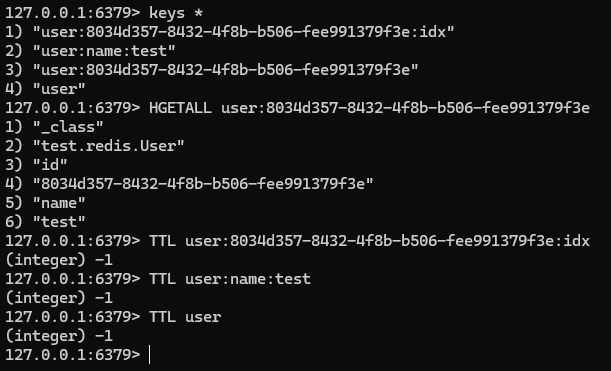 127.0.0.1:6379> keys *
1) "user:8034d357-8432-4f8b-b506-fee991379f3e:idx"
2) "user:name:test"
3) "user:8034d357-8432-4f8b-b506-fee991379f3e"
4) "user"
127.0.0.1:6379> HGETALL user:8034d357-8432-4f8b-b506-fee991379f3e
1) "_class"
2) "test.redis.User"
3) "id"
4) "8034d357-8432-4f8b-b506-fee991379f3e"
5) "name"
6) "test"
127.0.0.1:6379> TTL user:8034d357-8432-4f8b-b506-fee991379f3e:idx
(integer) -1
127.0.0.1:6379> TTL user:name:test
(integer) -1
127.0.0.1:6379> TTL user
(integer) -1
127.0.0.1:6379>